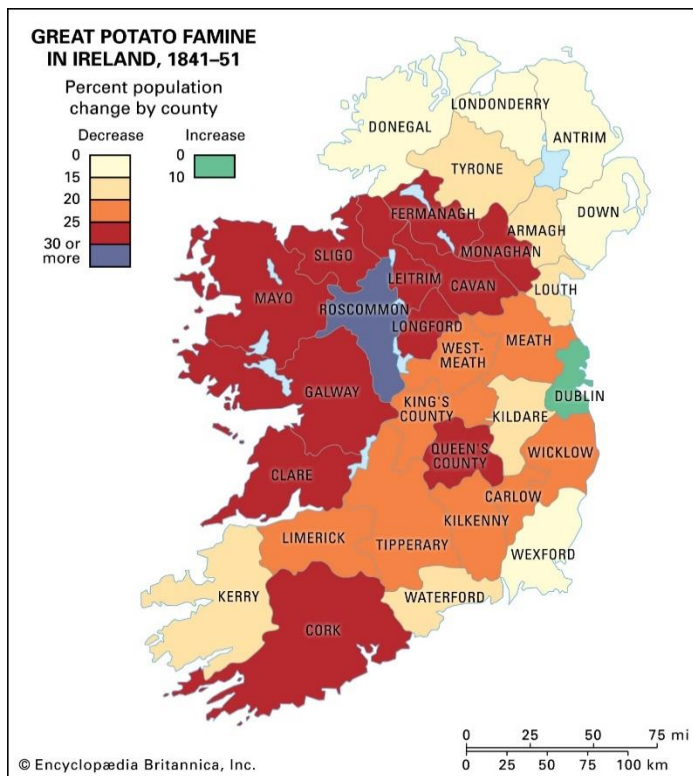 GREAT POTATO FAMINE
IN IRELAND, 1841–51
Percent population
change by county
Decrease
Increase
0
15
20
25
30 or
more
0
10
LONDONDERRY
DONEGAL
ANTRIM
TYRONE
DOWN
FERMANAGH
ARMAGH
MONAGHAN
SLIGO
LEITRIM
CAVAN
LOUTH
MAYO
ROSCOMMON
LONGFORD
MEATH
WEST-
MEATH
GALWAY
KING'S
COUNTY
DUBLIN
KILDARE
QUEEN'S
COUNTY
WICKLOW
CLARE
CARLOW
KILKENNY
LIMERICK
TIPPERARY
WEXFORD
KERRY
WATERFORD
CORK
0 25 50 75 mi
0 25 50 75 100 km
© Encyclopædia Britannica, Inc.